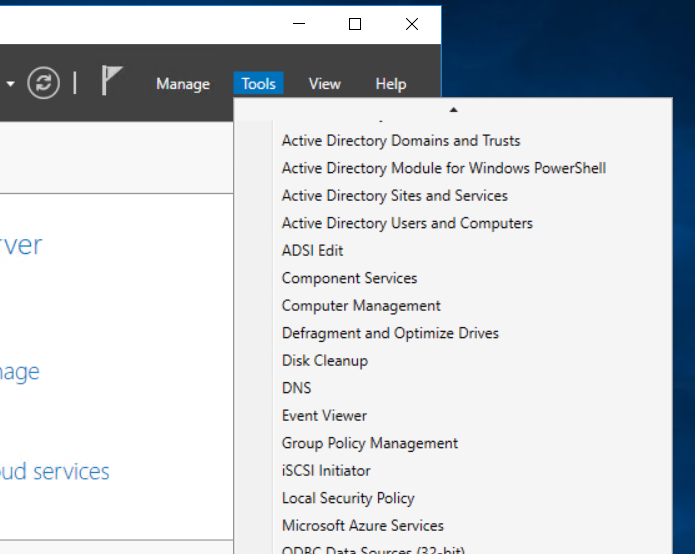 Manage Tools View Help
Active Directory Domains and Trusts
Active Directory Module for Windows PowerShell
Active Directory Sites and Services
rver
Active Directory Users and Computers
ADSI Edit
Component Services
Computer Management
Defragment and Optimize Drives
nage
Disk Cleanup
DNS
Event Viewer
Group Policy Management
oud services
iSCSI Initiator
Local Security Policy
Microsoft Azure Services
ODBC Data Sources (32-bit)